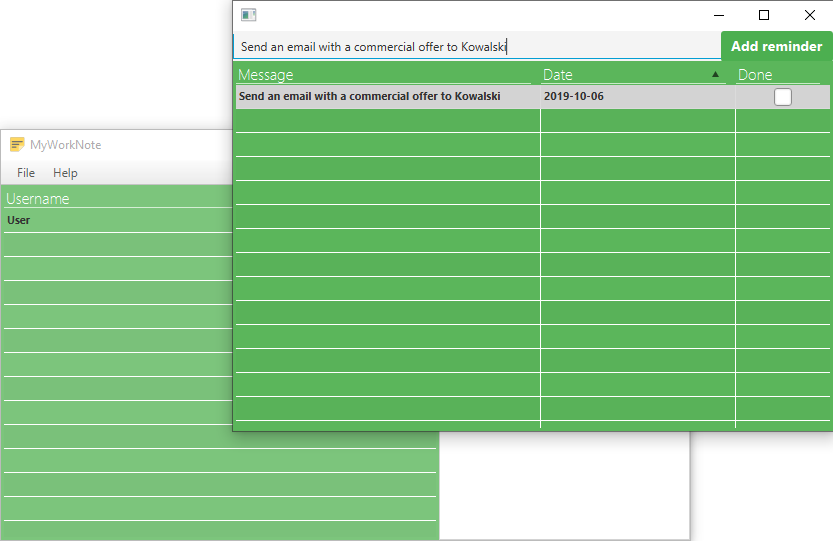 Send an email with a commercial offer to Kowalski Add reminder
Message Date Done
Send an email with a commercial offer to Kowalski 2019-10-06
MyWorkNote
File Help
Username
User